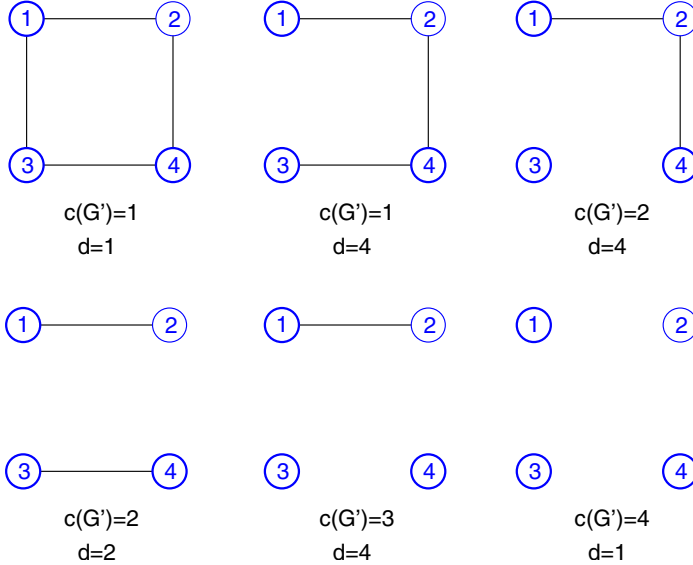 1 2 1 2 1 2
3 4 3 4 3 4
c(G’)=1 c(G’)=1 c(G’)=2
d=1 d=4 d=4
1 2 1 2 1 2
3 4 3 4 3 4
c(G’)=2 c(G’)=3 c(G’)=4
d=2 d=4 d=1